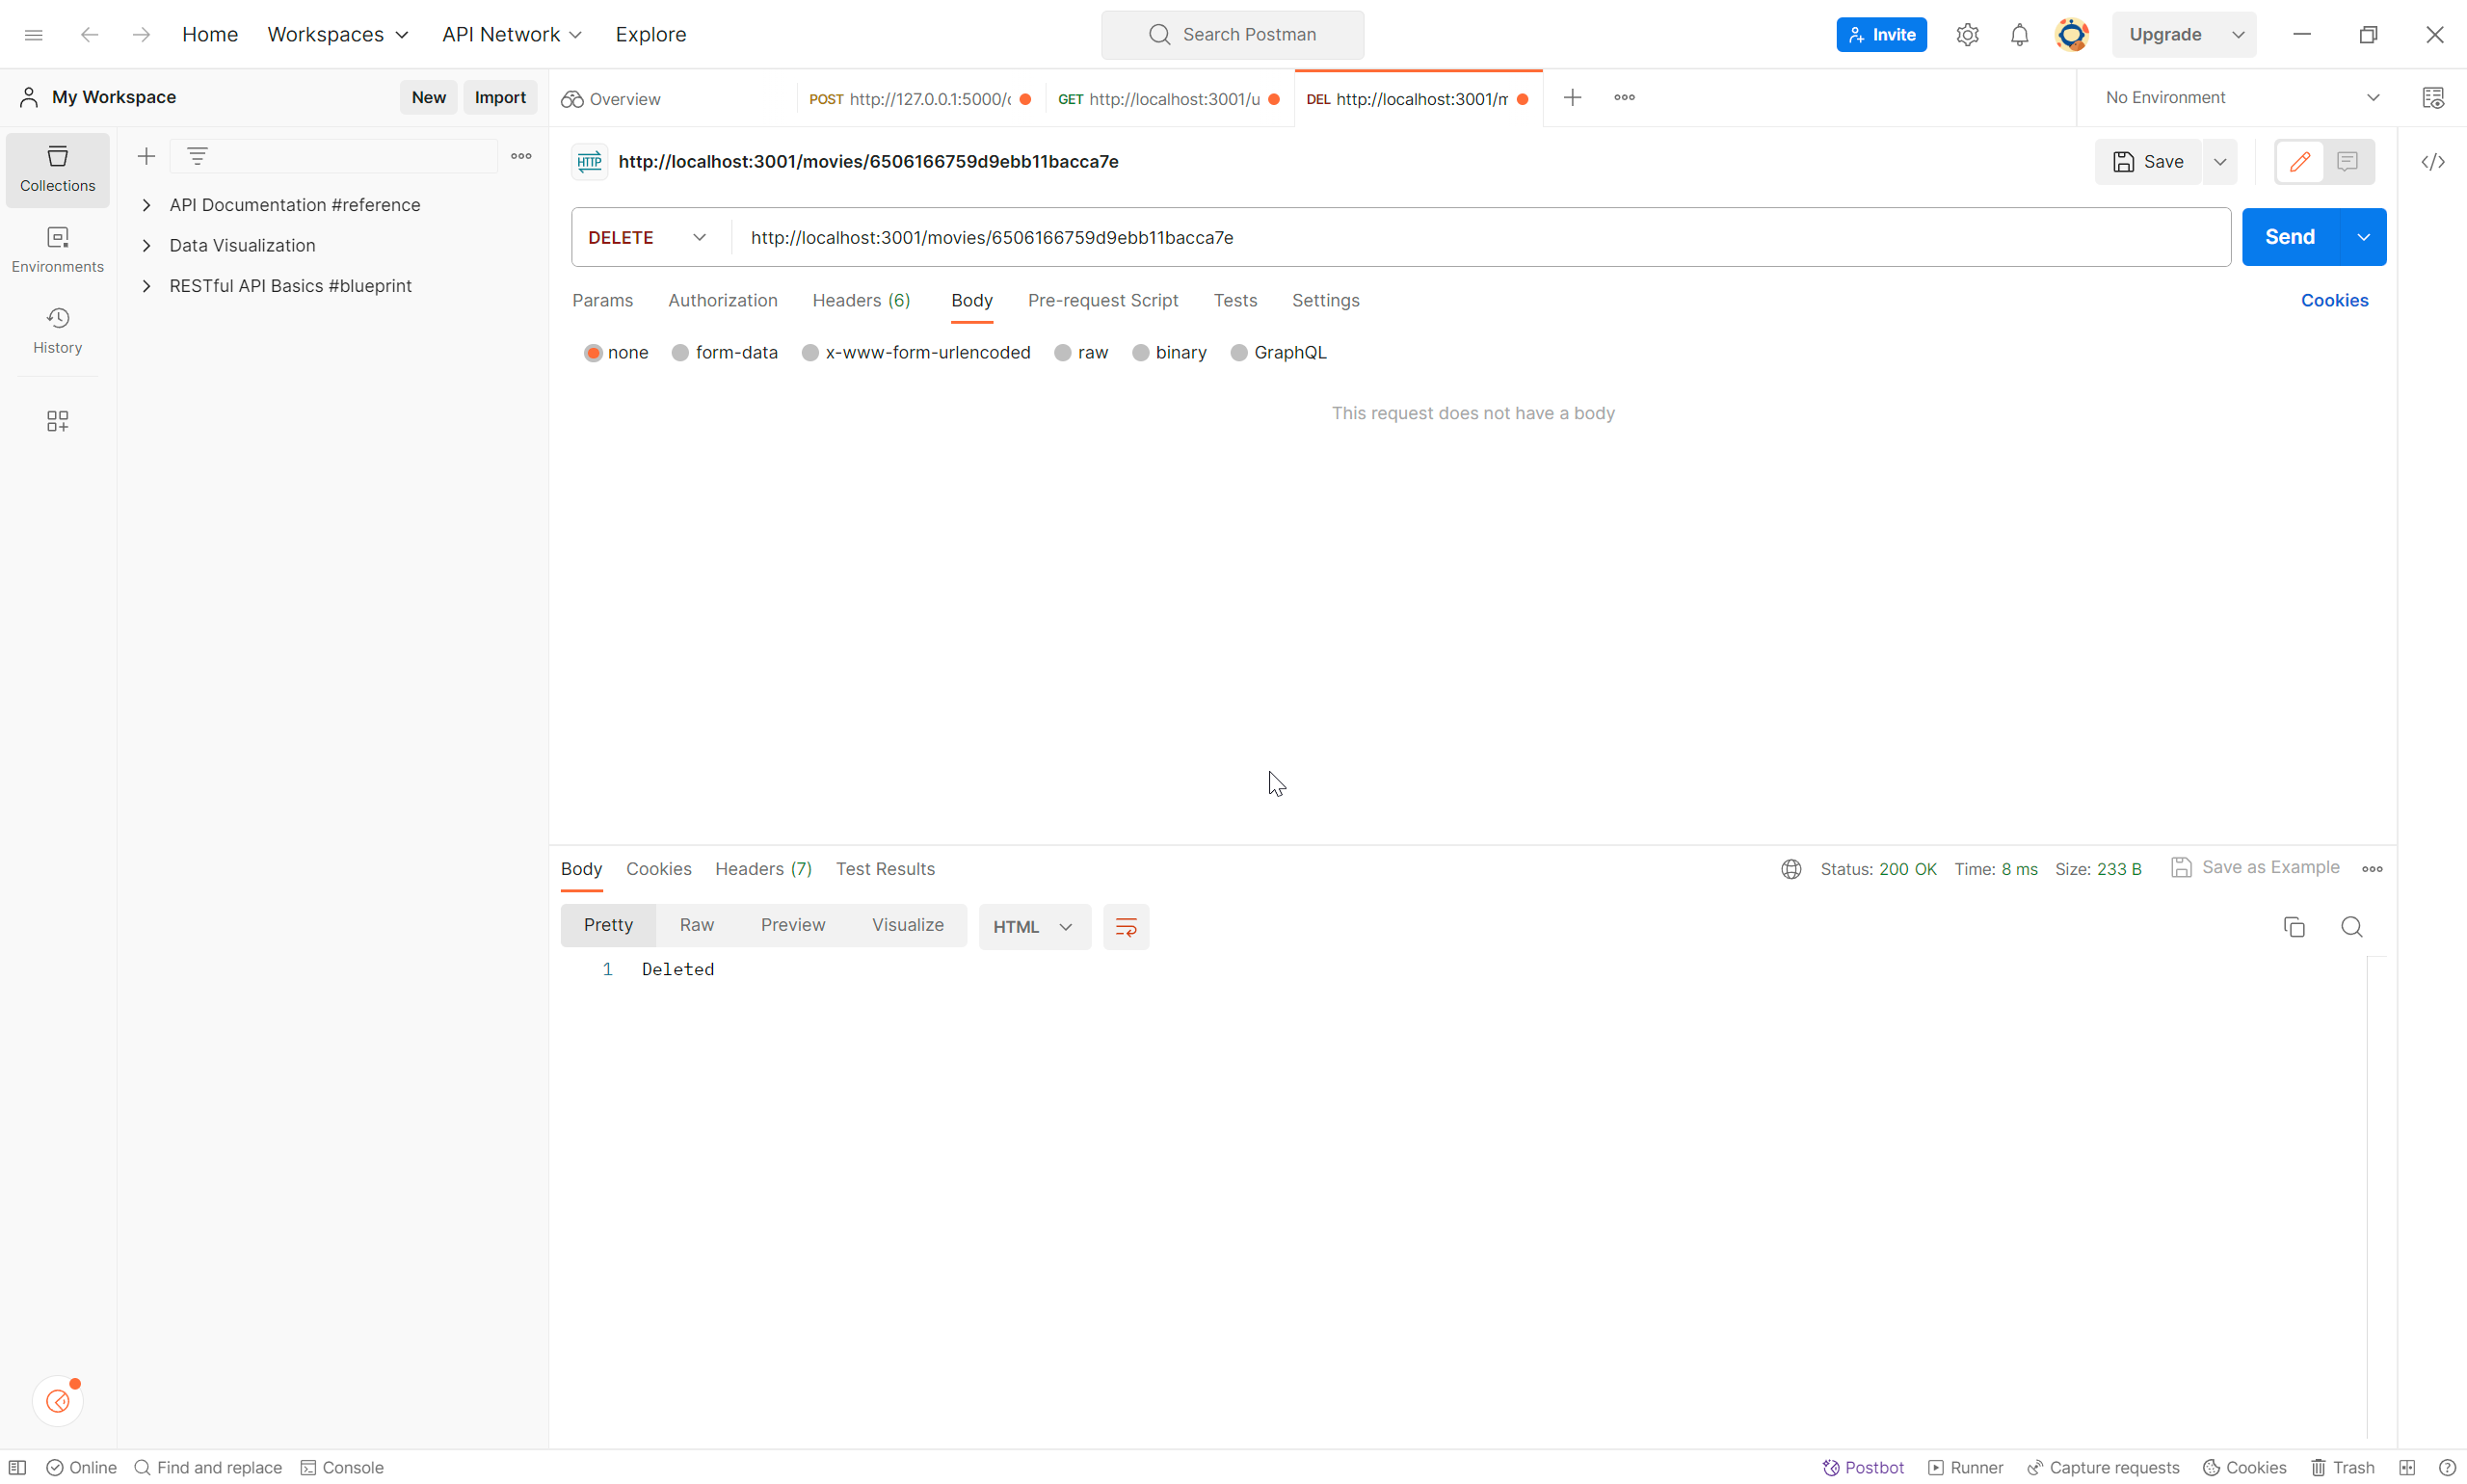 Home Workspaces API Network Explore Search Postman Invite Upgrade
My Workspace New Import Overview POST http://127.0.0.1:5000/ GET http://localhost:3001/u DEL http://localhost:3001/m No Environment
Collections
Environments
History
API Documentation #reference
Data Visualization
RESTful API Basics #blueprint
HTTP http://localhost:3001/movies/6506166759d9ebb11bacca7e Save
DELETE http://localhost:3001/movies/6506166759d9ebb11bacca7e Send
Params Authorization Headers (6) Body Pre-request Script Tests Settings Cookies
none form-data x-www-form-urlencoded raw binary GraphQL
This request does not have a body
Body Cookies Headers (7) Test Results Status: 200 OK Time: 8 ms Size: 233 B Save as Example
Pretty Raw Preview Visualize HTML
1 Deleted
Online Find and replace Console Postbot Runner Capture requests Cookies Trash